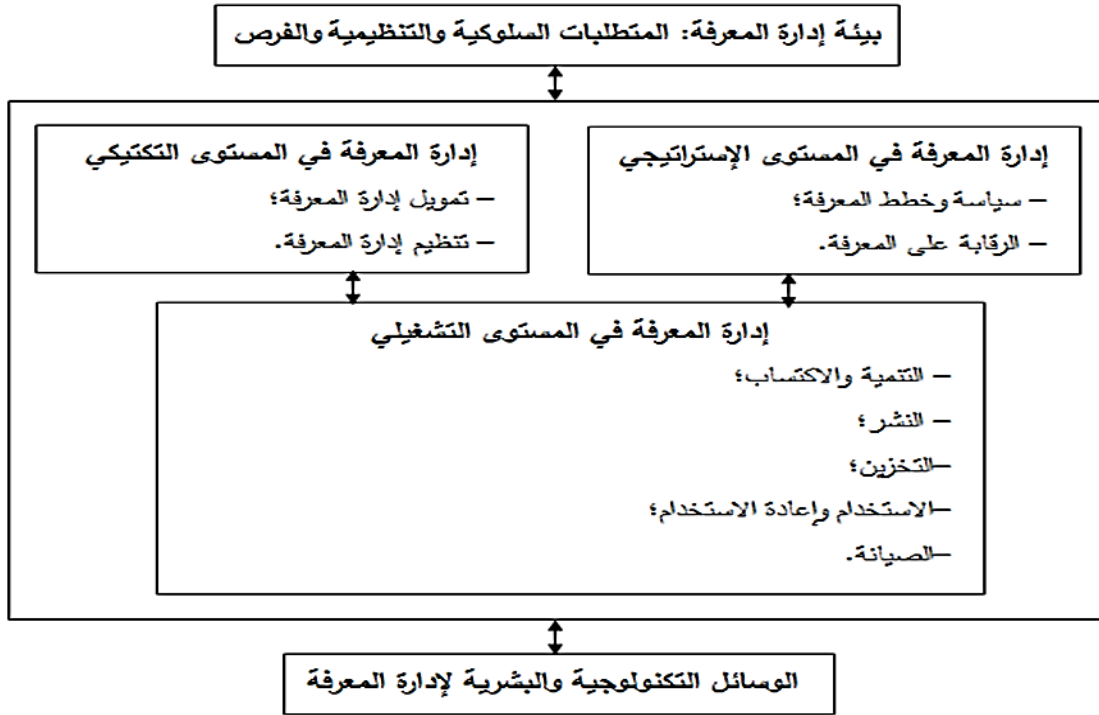 بيئة إدارة المعرفة: المتطلبات السلوكية والتنظيمية والفرص
إدارة المعرفة في المستوى الإستراتيجي
– سياسة وخطط المعرفة؛
– الرقابة على المعرفة.
إدارة المعرفة في المستوى التكتيكي
– تمويل إدارة المعرفة؛
– تنظيم إدارة المعرفة.
إدارة المعرفة في المستوى التشغيلي
– التنمية والاكتساب؛
– النشر؛
–التخزين؛
–الاستخدام وإعادة الاستخدام؛
–الصيانة.
الوسائل التكنولوجية والبشرية لإدارة المعرفة